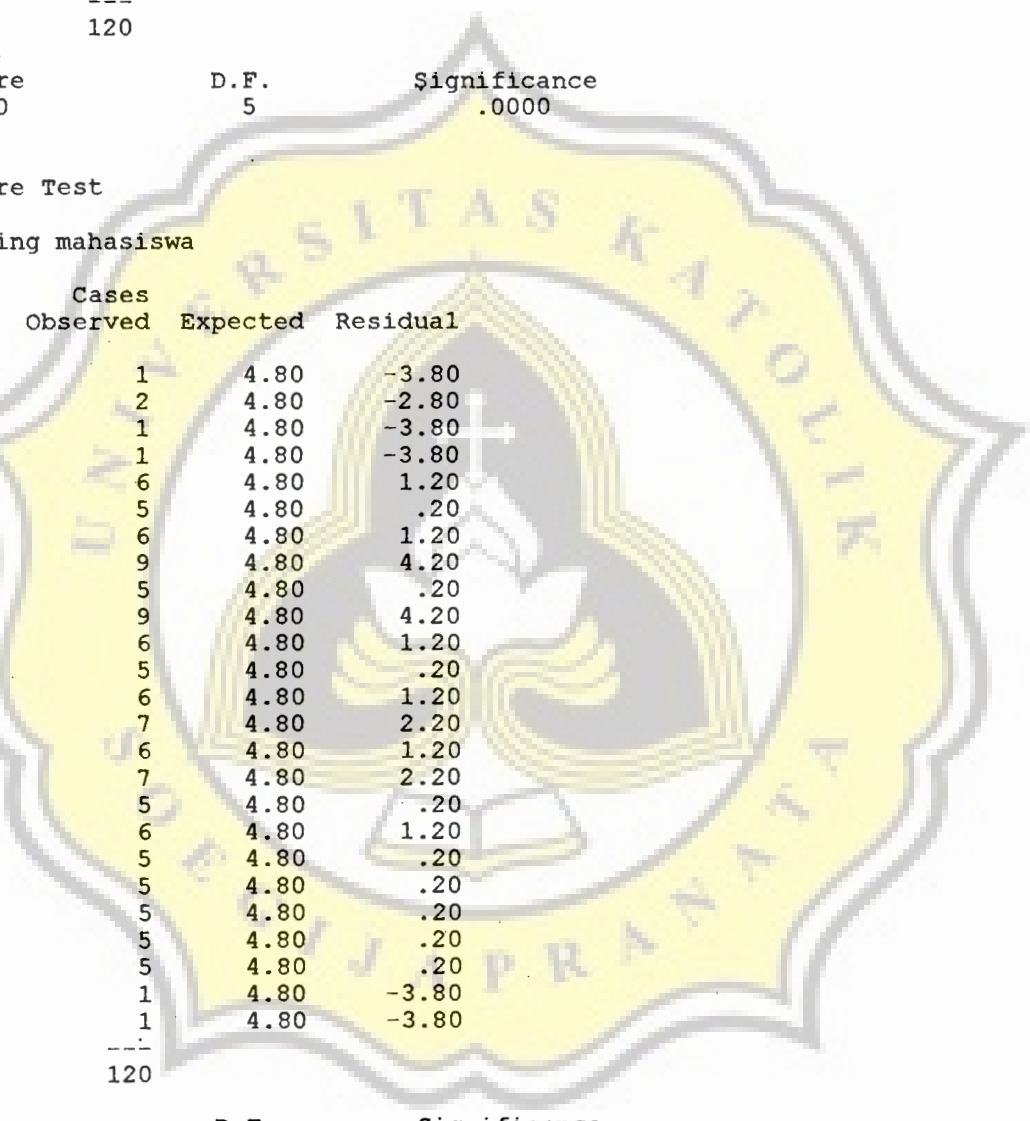 120
re D.F. Significance
0 5 .0000
re Test
ing mahasiswa
Cases
Observed Expected Residual
1 4.80 -3.80
2 4.80 -2.80
1 4.80 -3.80
1 4.80 -3.80
6 4.80 1.20
5 4.80 .20
6 4.80 1.20
9 4.80 4.20
5 4.80 .20
9 4.80 4.20
6 4.80 1.20
5 4.80 .20
6 4.80 1.20
7 4.80 2.20
6 4.80 1.20
7 4.80 2.20
5 4.80 .20
6 4.80 1.20
5 4.80 .20
5 4.80 .20
5 4.80 .20
5 4.80 .20
5 4.80 .20
1 4.80 -3.80
1 4.80 -3.80
---
120
UNIVERSITAS KATOLIK
SOEGIJAPRANATA